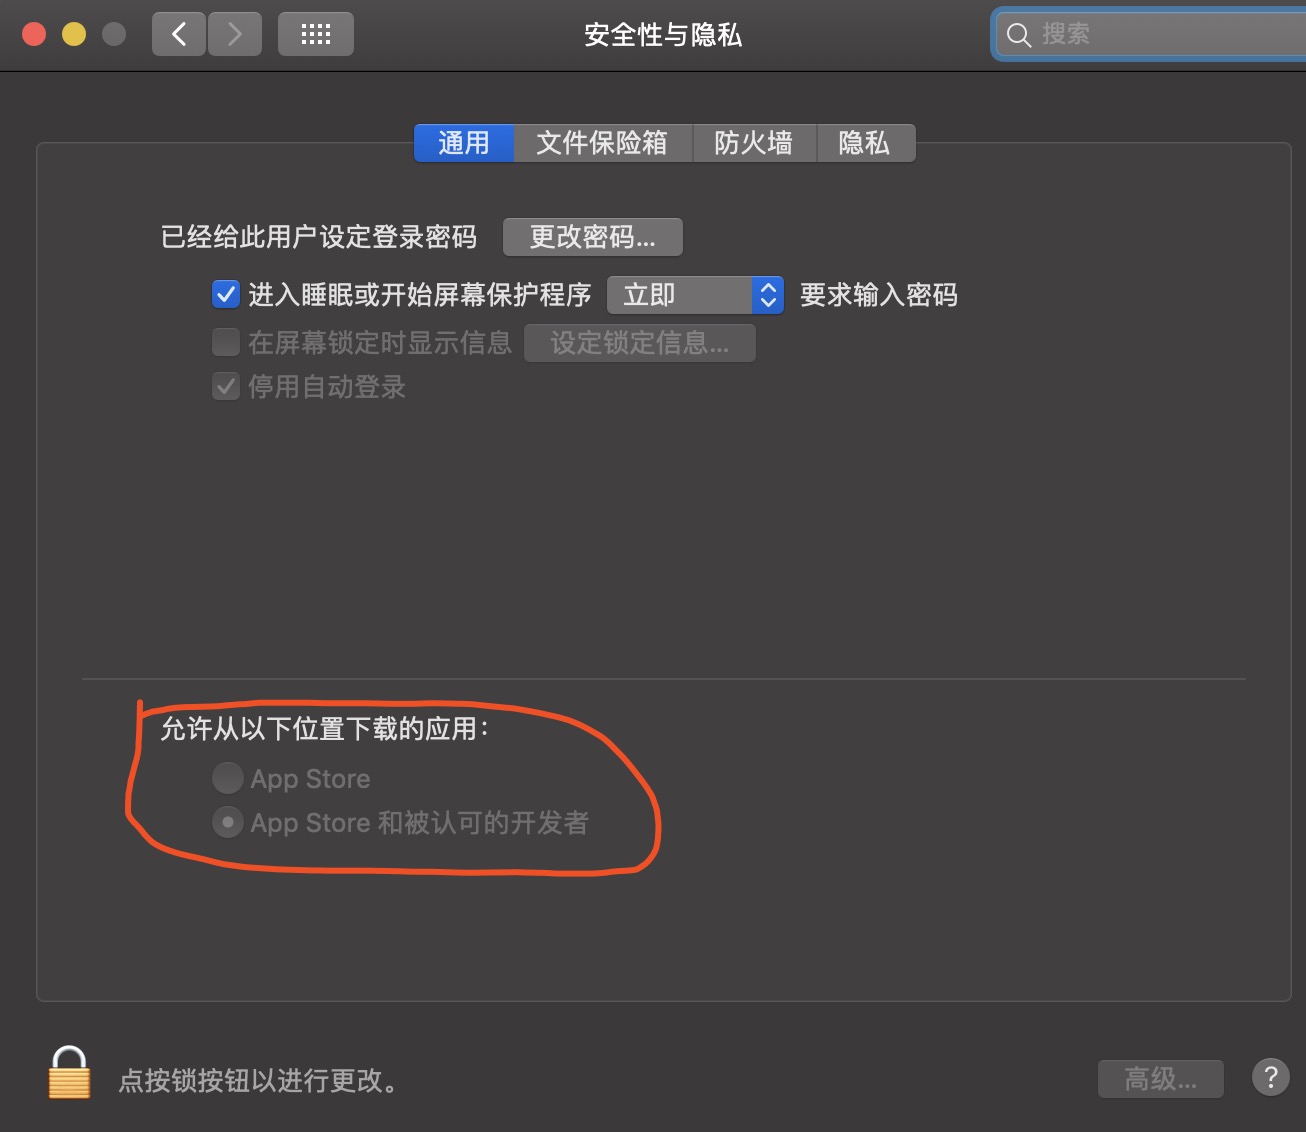 安全性与隐私
搜索
通用 文件保险箱 防火墙 隐私
已经给此用户设定登录密码 更改密码...
进入睡眠或开始屏幕保护程序 立即 要求输入密码
在屏幕锁定时显示信息 设定锁定信息...
停用自动登录
允许从以下位置下载的应用：
App Store
App Store 和被认可的开发者
点按锁按钮以进行更改。
高级... ?